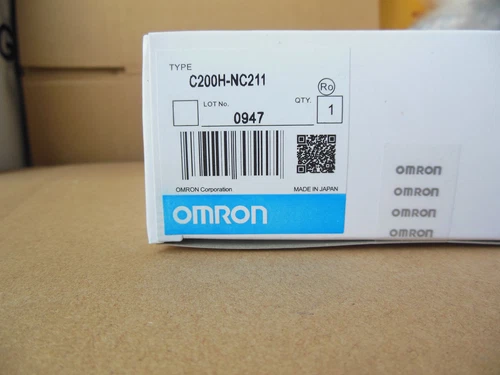 TYPE
C200H-NC211
Ro
LOT No.
QTY.
0947
1
OMRON Corporation
MADE IN JAPAN
OMRON
OMRON
OMRON
OMRON
OMRON